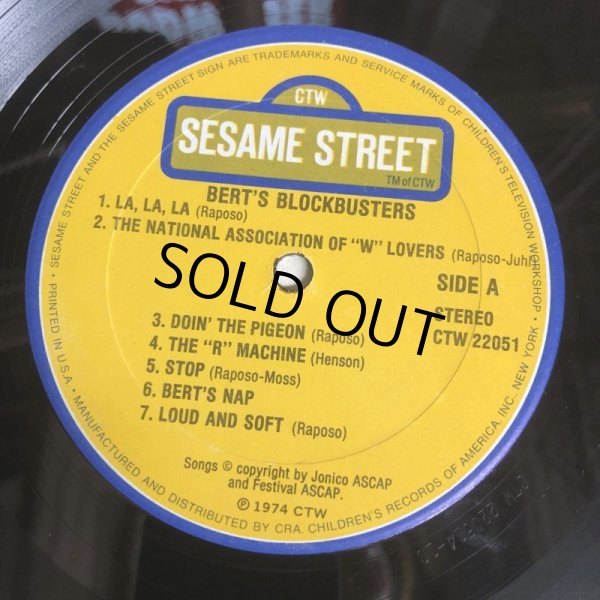 CTW
SESAME STREET
TM of CTW
BERT'S BLOCKBUSTERS
1. LA, LA, LA (Raposo)
2. THE NATIONAL ASSOCIATION OF "W" LOVERS (Raposo-Juhl)
SIDE A
STEREO
CTW 22051
SOLD OUT
3. DOIN' THE PIGEON (Raposo)
4. THE "R" MACHINE (Henson)
5. STOP (Raposo-Moss)
6. BERT'S NAP
7. LOUD AND SOFT (Raposo)
Songs © copyright by Jonico ASCAP
and Festival ASCAP.
℗ 1974 CTW
SESAME STREET AND THE SESAME STREET SIGN ARE TRADEMARKS AND SERVICE MARKS OF CHILDREN'S TELEVISION WORKSHOP •
PRINTED IN U.S.A. • MANUFACTURED AND DISTRIBUTED BY CRA. CHILDREN'S RECORDS OF AMERICA, INC., NEW YORK •